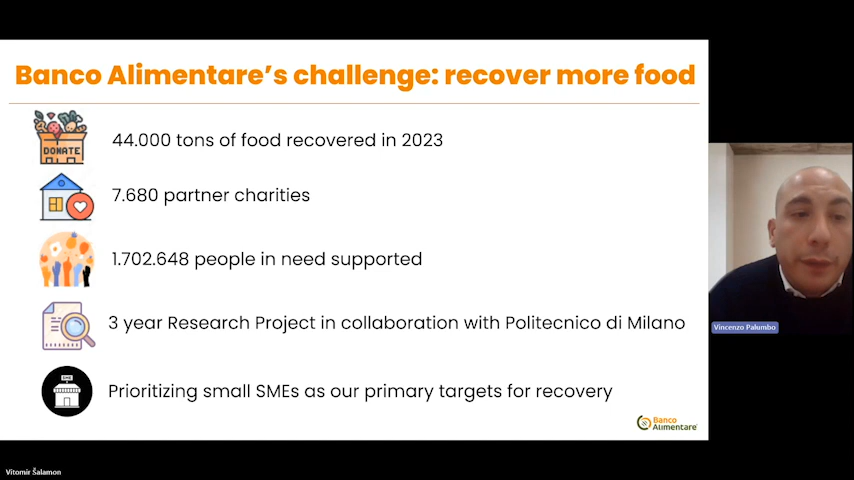 Banco Alimentare's challenge: recover more food
DONATE
44.000 tons of food recovered in 2023
7.680 partner charities
1.702.648 people in need supported
3 year Research Project in collaboration with Politecnico di Milano
SME
Prioritizing small SMEs as our primary targets for recovery
Banco
Alimentare
Vincenzo Palumbo
Vitomir Šalamon